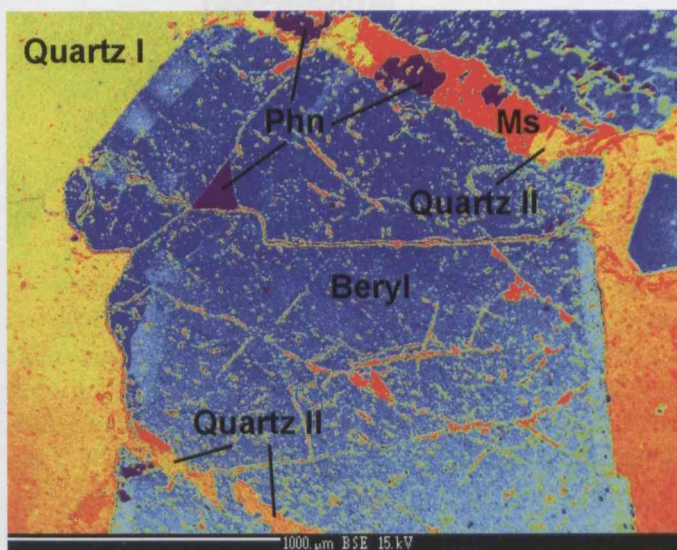 Quartz I
Phn
Ms
Quartz II
Beryl
Quartz II
1000 µm BSE 15.kV